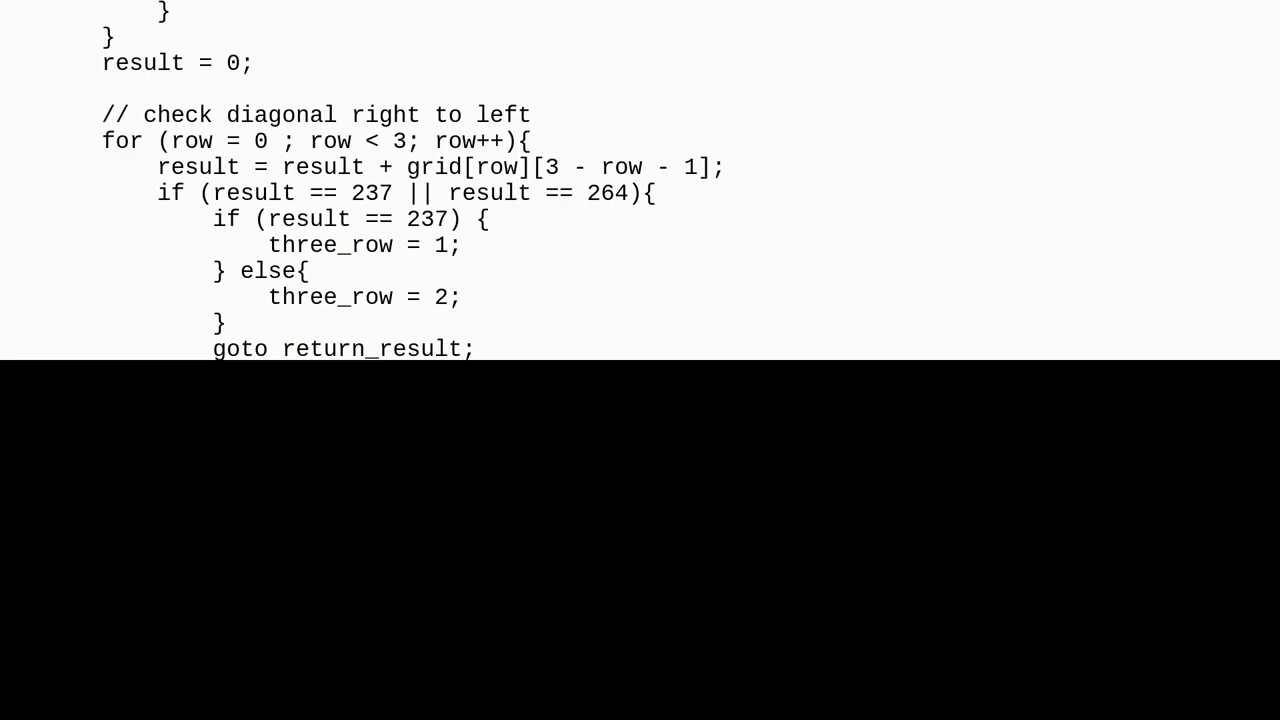 }
}
result = 0;
// check diagonal right to left
for (row = 0 ; row < 3; row++){
result = result + grid[row][3 - row - 1];
if (result == 237 || result == 264){
if (result == 237) {
three_row = 1;
} else{
three_row = 2;
}
goto return_result;